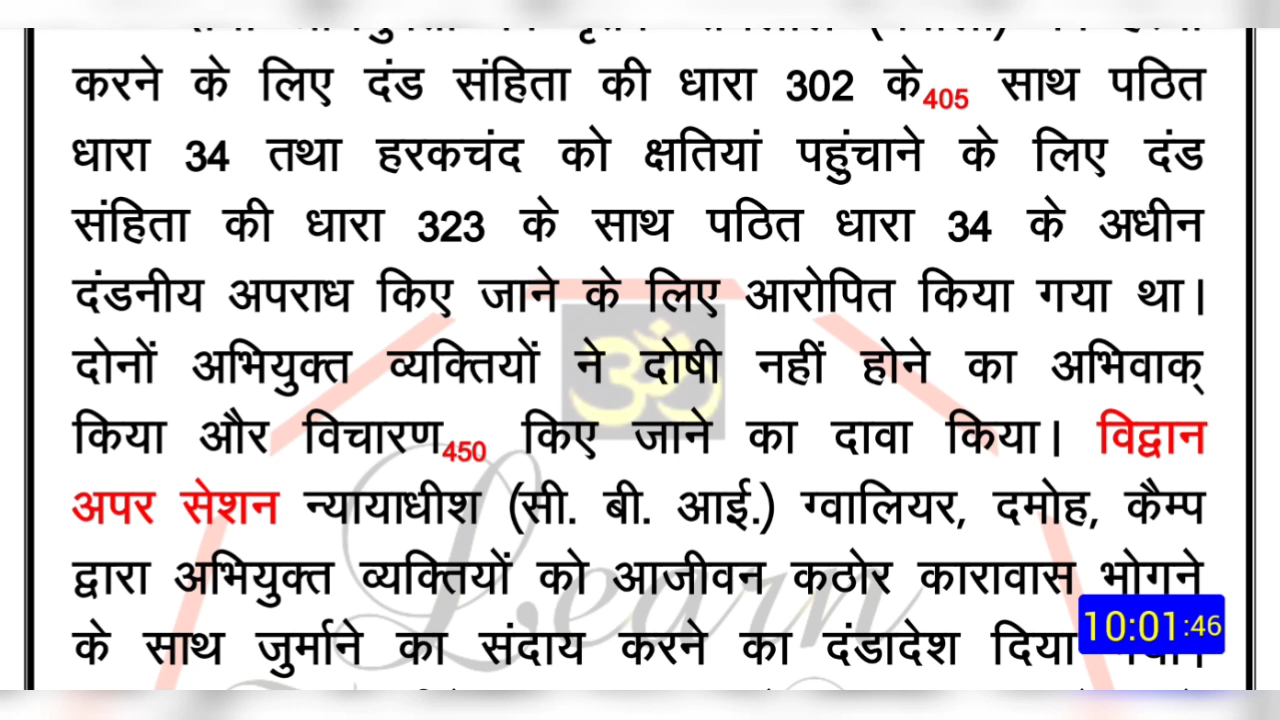 करने के लिए दंड संहिता की धारा 302 के405 साथ पठित
धारा 34 तथा हरकचंद को क्षतियां पहुंचाने के लिए दंड
संहिता की धारा 323 के साथ पठित धारा 34 के अधीन
दंडनीय अपराध किए जाने के लिए आरोपित किया गया था।
दोनों अभियुक्त व्यक्तियों ने दोषी नहीं होने का अभिवाक्
किया और विचारण450 किए जाने का दावा किया। विद्वान
अपर सेशन न्यायाधीश (सी. बी. आई.) ग्वालियर, दमोह, कैम्प
द्वारा अभियुक्त व्यक्तियों को आजीवन कठोर कारावास भोगने
के साथ जुर्माने का संदाय करने का दंडादेश दिया
10:01:46
ॐ
Learn